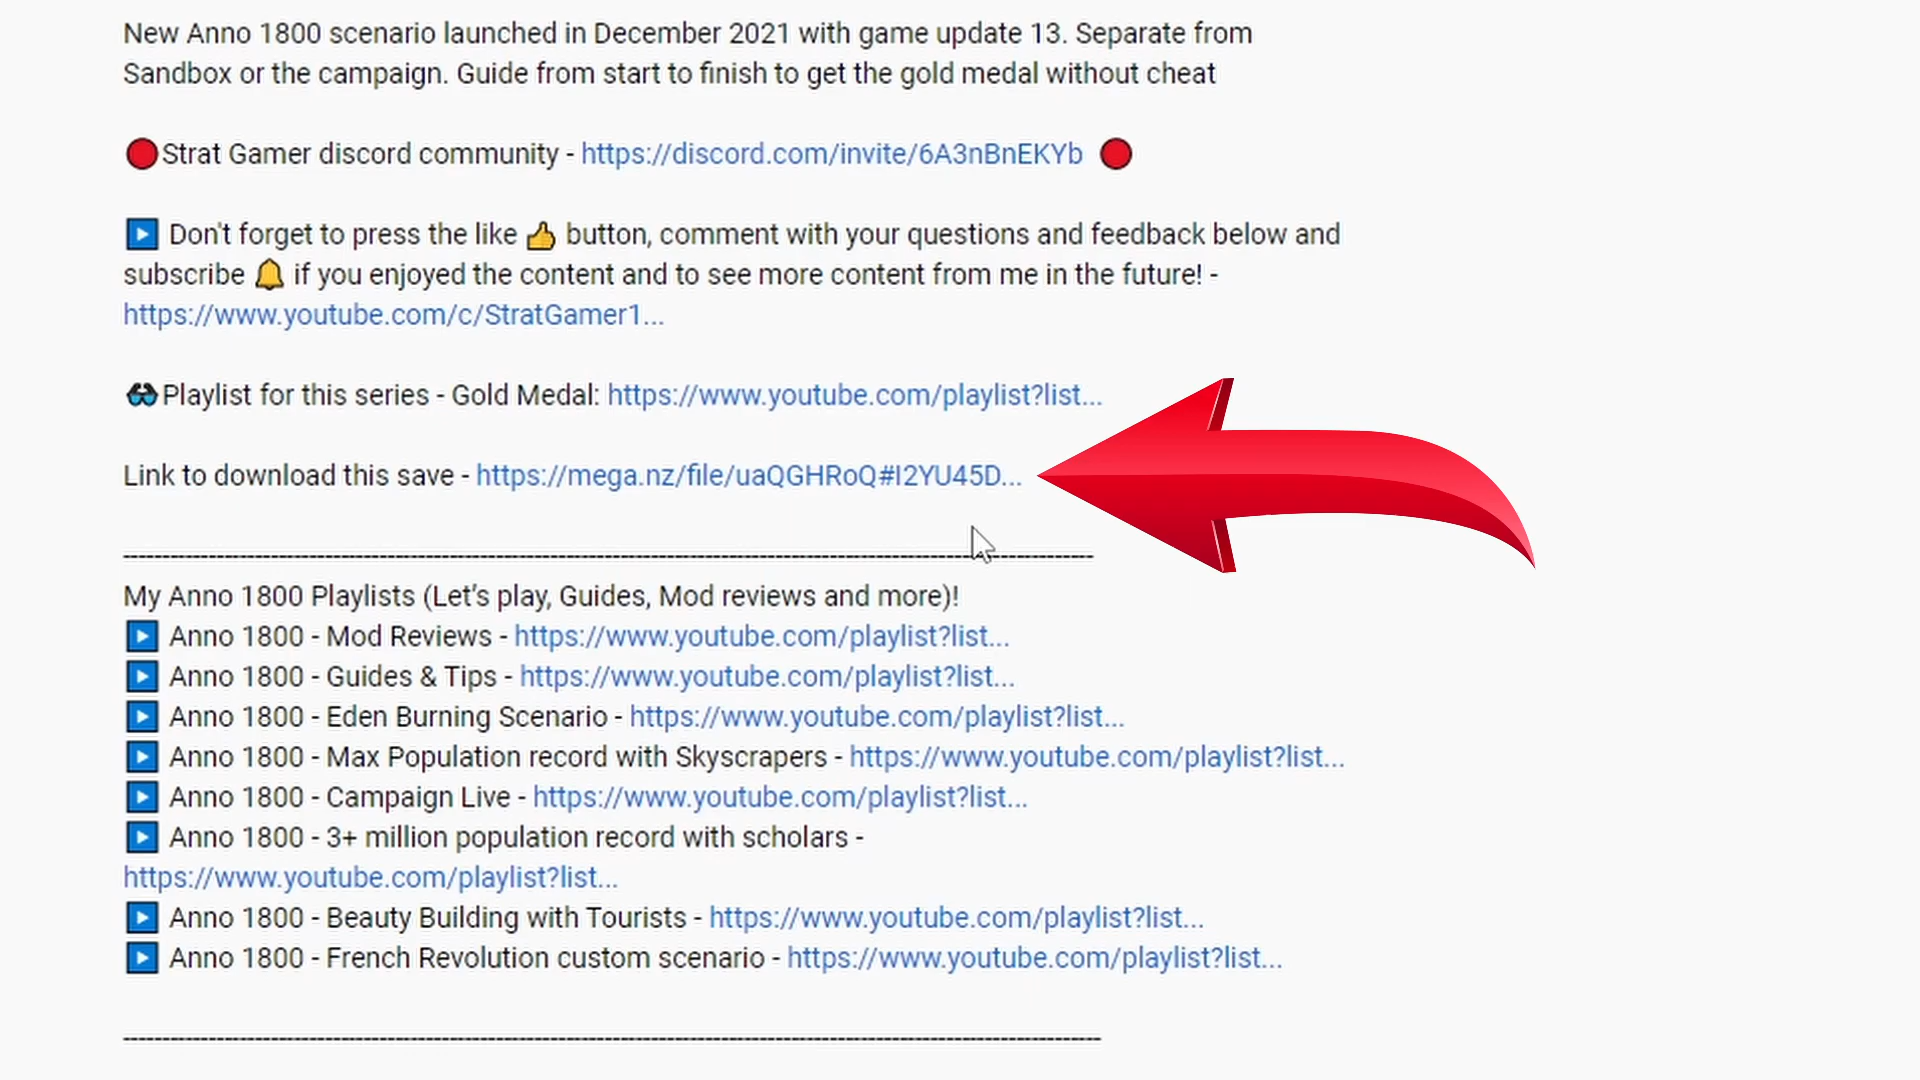 New Anno 1800 scenario launched in December 2021 with game update 13. Separate from
Sandbox or the campaign. Guide from start to finish to get the gold medal without cheat
🔴Strat Gamer discord community - https://discord.com/invite/6A3nBnEKYb 🔴
▶️ Don't forget to press the like 👍 button, comment with your questions and feedback below and
subscribe 🔔 if you enjoyed the content and to see more content from me in the future! -
https://www.youtube.com/c/StratGamer1...
🕶️Playlist for this series - Gold Medal: https://www.youtube.com/playlist?list...
Link to download this save - https://mega.nz/file/uaQGHRoQ#I2YU45D...
My Anno 1800 Playlists (Let's play, Guides, Mod reviews and more)!
▶️ Anno 1800 - Mod Reviews - https://www.youtube.com/playlist?list...
▶️ Anno 1800 - Guides & Tips - https://www.youtube.com/playlist?list...
▶️ Anno 1800 - Eden Burning Scenario - https://www.youtube.com/playlist?list...
▶️ Anno 1800 - Max Population record with Skyscrapers - https://www.youtube.com/playlist?list...
▶️ Anno 1800 - Campaign Live - https://www.youtube.com/playlist?list...
▶️ Anno 1800 - 3+ million population record with scholars -
https://www.youtube.com/playlist?list...
▶️ Anno 1800 - Beauty Building with Tourists - https://www.youtube.com/playlist?list...
▶️ Anno 1800 - French Revolution custom scenario - https://www.youtube.com/playlist?list...